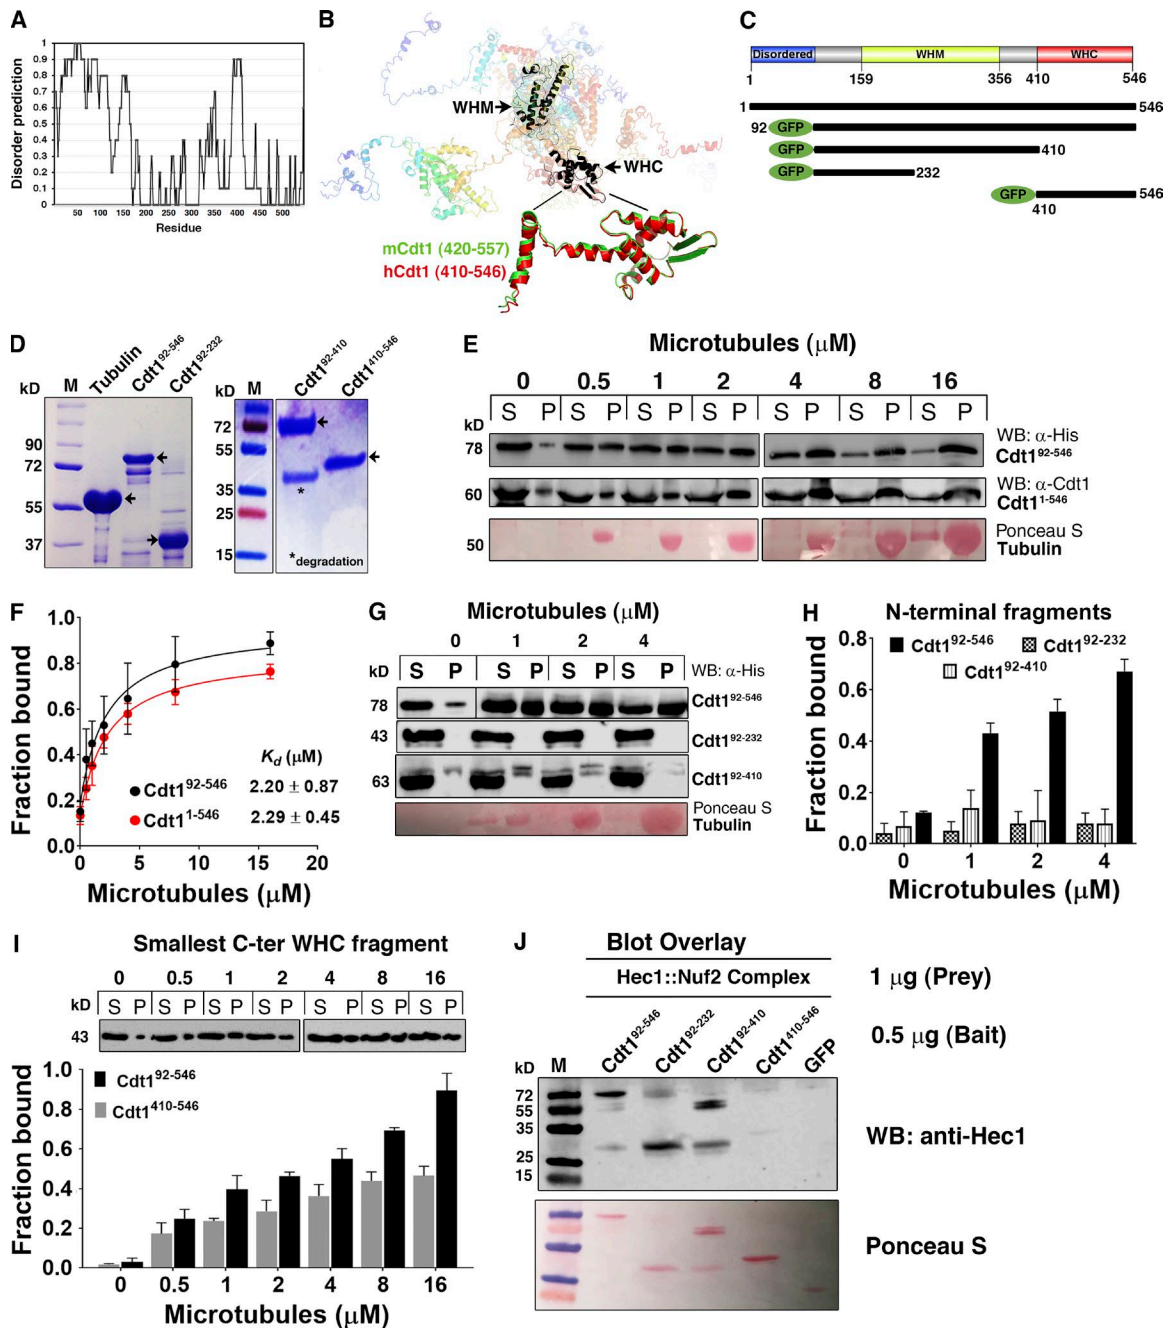 A
Disorder prediction
1
0.9
0.8
0.7
0.6
0.5
0.4
0.3
0.2
0.1
0
50 100 150 200 250 300 350 400 450 500
Residue
B
WHM
WHC
mCdt1 (420-557)
hCdt1 (410-546)
C
Disordered WHM WHC
1 159 356 410 546
1 546
92 GFP
GFP 410
GFP 232
GFP 546
410
D
kD M Tubulin Cdt1^92-546 Cdt1^92-232
90
72
55
37
kD M Cdt1^92-410 Cdt1^410-546
72
55
35
25
15
*
*degradation
E
Microtubules (μM)
0 0.5 1 2 4 8 16
kD S P S P S P S P S P S P S P
78 WB: α-His
Cdt1^92-546
60 WB: α-Cdt1
Cdt1^1-546
50 Ponceau S
Tubulin
F
Fraction bound
1.0
0.8
0.6
0.4
0.2
0
0 5 10 15 20
Microtubules (μM)
K_d (μM)
Cdt1^92-546 2.20 ± 0.87
Cdt1^1-546 2.29 ± 0.45
G
Microtubules (μM)
0 1 2 4
kD S P S P S P S P WB: α-His
78 Cdt1^92-546
43 Cdt1^92-232
63 Cdt1^92-410
Ponceau S
Tubulin
H
N-terminal fragments
Cdt1^92-546 Cdt1^92-232
Cdt1^92-410
Fraction bound
0.8
0.6
0.4
0.2
0.0
0 1 2 4
Microtubules (μM)
I
Smallest C-ter WHC fragment
0 0.5 1 2 4 8 16
kD S P S P S P S P S P S P S P
43
Cdt1^92-546
Cdt1^410-546
Fraction bound
1.0
0.8
0.6
0.4
0.2
0.0
0 0.5 1 2 4 8 16
Microtubules (μM)
J
Blot Overlay
Hec1::Nuf2 Complex
1 μg (Prey)
0.5 μg (Bait)
kD M Cdt1^92-546 Cdt1^92-232 Cdt1^92-410 Cdt1^410-546 GFP
72
55
35
25
15
WB: anti-Hec1
Ponceau S